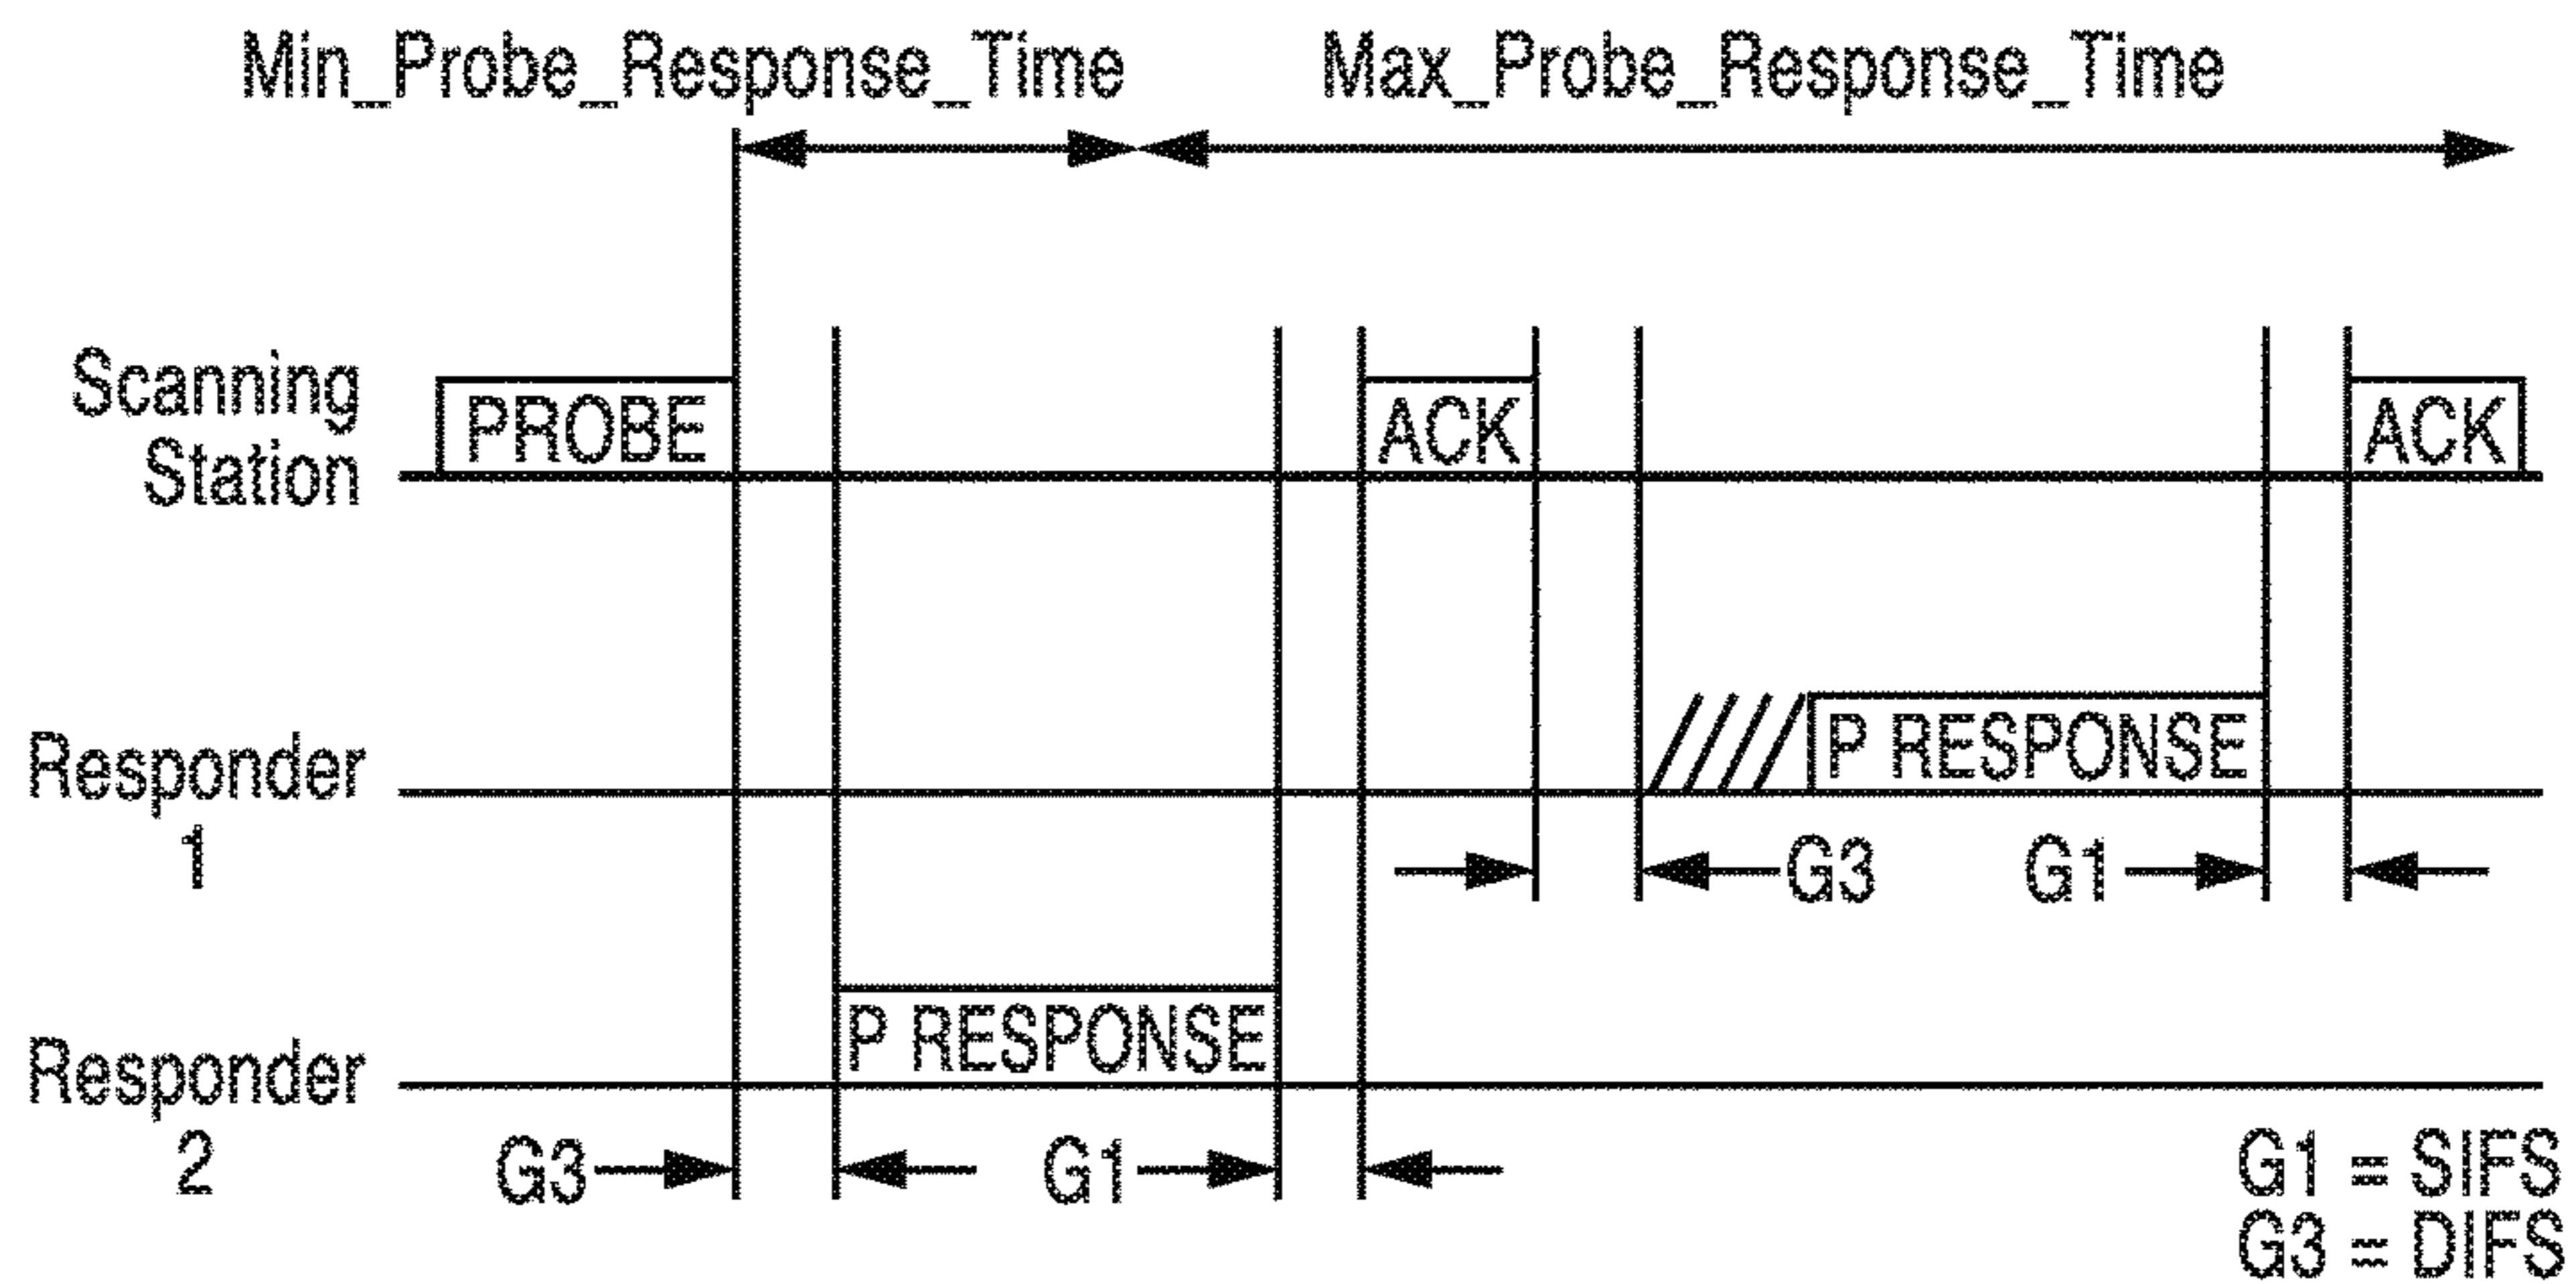 Min_Probe_Response_Time Max_Probe_Response_Time
Scanning
Station
PROBE
ACK
ACK
Responder
1
P RESPONSE
G3
G1
Responder
2
P RESPONSE
G3
G1
G1 = SIFS
G3 = DIFS